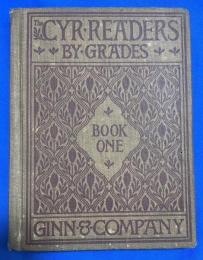 The CYR·READERS
BY·GRADES
BOOK
ONE
GINN & COMPANY